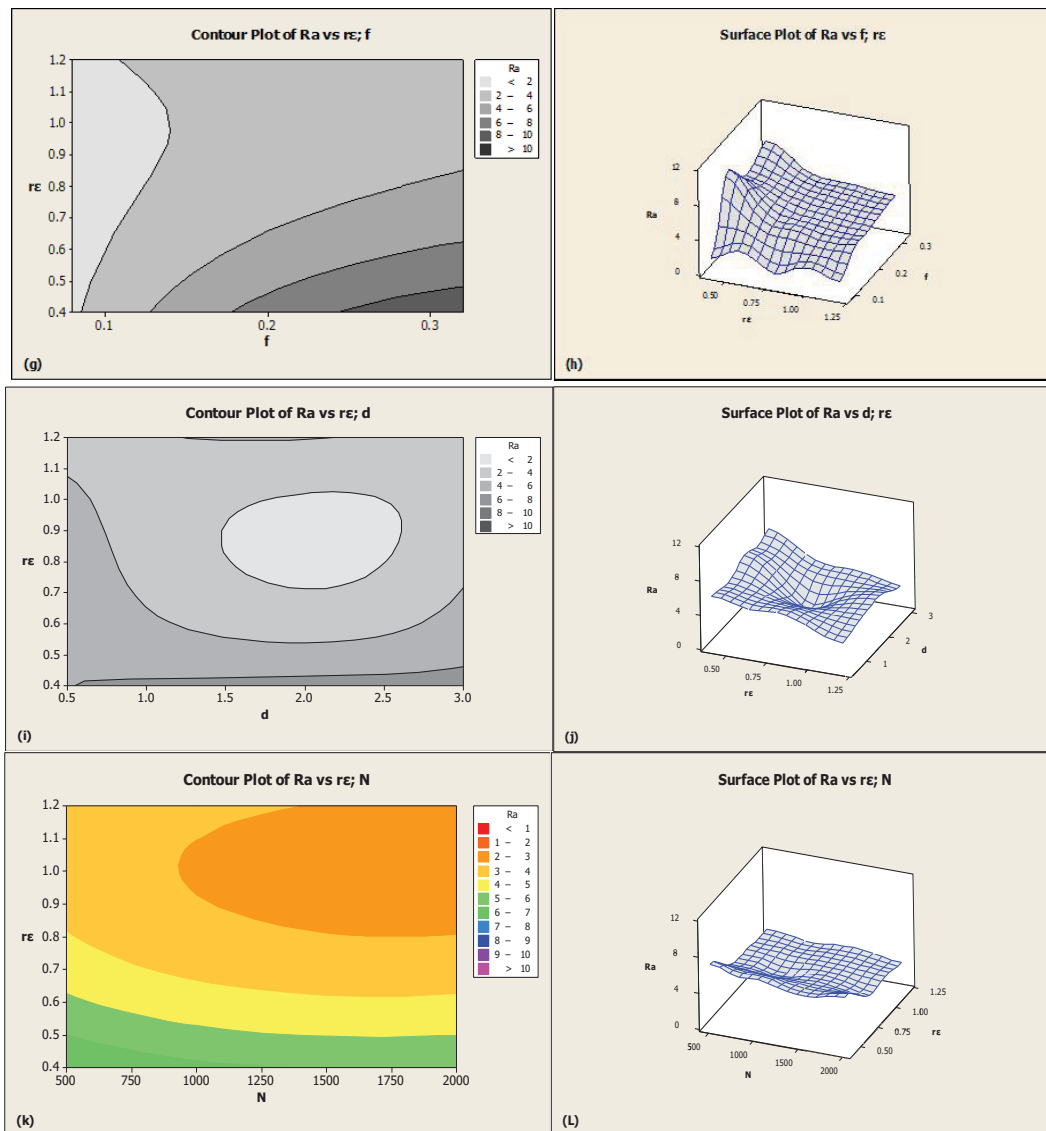 Contour Plot of Ra vs rε; f
Ra
< 2
2 – 4
4 – 6
6 – 8
8 – 10
> 10
1.2
1.1
1.0
0.9
0.8
0.7
0.6
0.5
0.4
rε
0.1 0.2 0.3
f
(g)
Surface Plot of Ra vs f; rε
12
8
4
0
Ra
0.50 0.75 1.00 1.25
rε
0.1 0.2 0.3
f
(h)
Contour Plot of Ra vs rε; d
Ra
< 2
2 – 4
4 – 6
6 – 8
8 – 10
> 10
1.2
1.1
1.0
0.9
0.8
0.7
0.6
0.5
0.4
rε
0.5 1.0 1.5 2.0 2.5 3.0
d
(i)
Surface Plot of Ra vs d; rε
12
8
4
0
Ra
0.50 0.75 1.00 1.25
rε
1 2 3
d
(j)
Contour Plot of Ra vs rε; N
Ra
< 1
1 – 2
2 – 3
3 – 4
4 – 5
5 – 6
6 – 7
7 – 8
8 – 9
9 – 10
> 10
1.2
1.1
1.0
0.9
0.8
0.7
0.6
0.5
0.4
rε
500 750 1000 1250 1500 1750 2000
N
(k)
Surface Plot of Ra vs rε; N
12
8
4
0
Ra
500 1000 1500 2000
N
0.50 0.75 1.00 1.25
rε
(L)